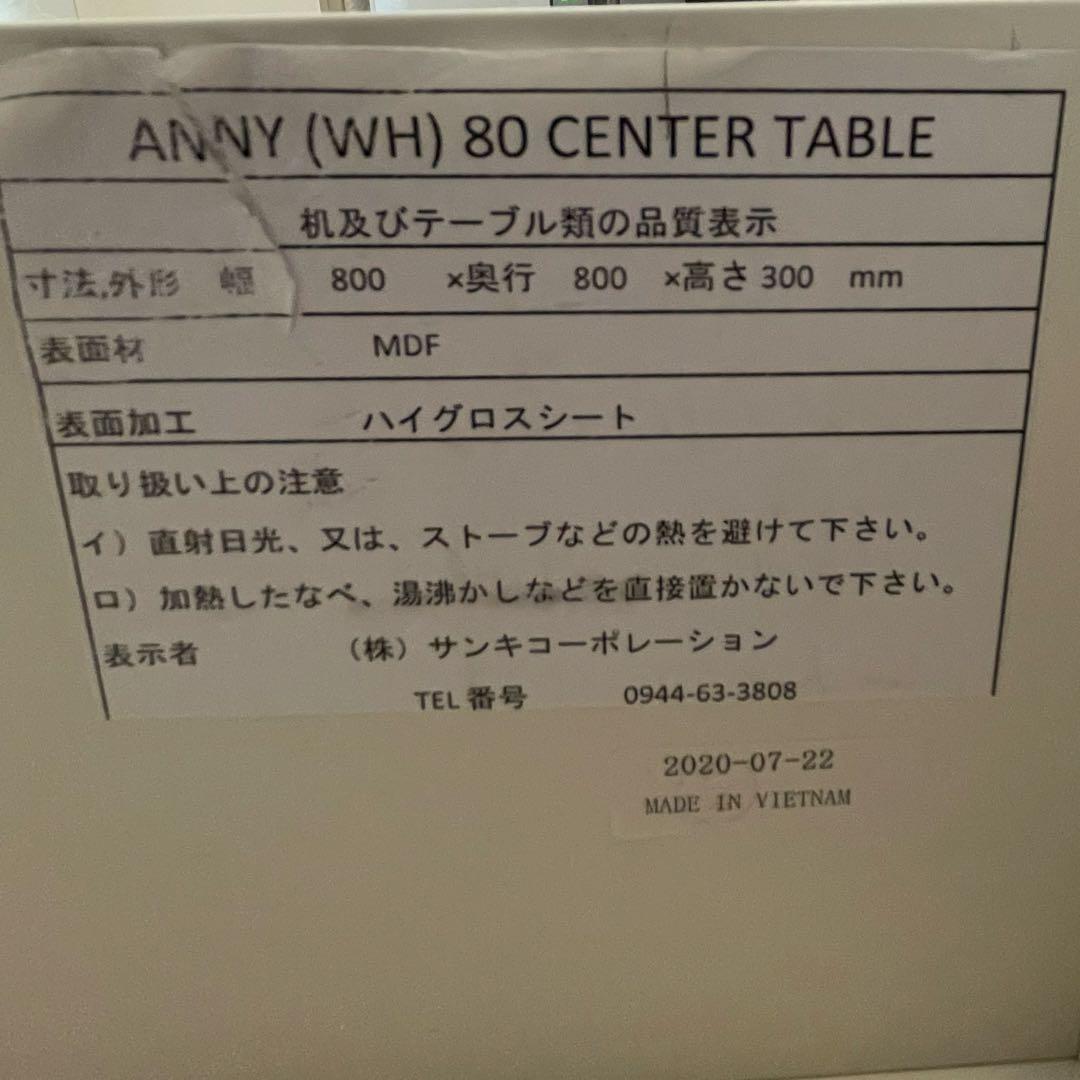 ANNY (WH) 80 CENTER TABLE
机及びテーブル類の品質表示
寸法,外形 幅 800 ×奥行 800 ×高さ 300 mm
表面材 MDF
表面加工 ハイグロスシート
取り扱い上の注意
イ）直射日光、又は、ストーブなどの熱を避けて下さい。
ロ）加熱したなべ、湯沸かしなどを直接置かないで下さい。
表示者 （株）サンキコーポレーション
TEL 番号 0944-63-3808
2020-07-22
MADE IN VIETNAM